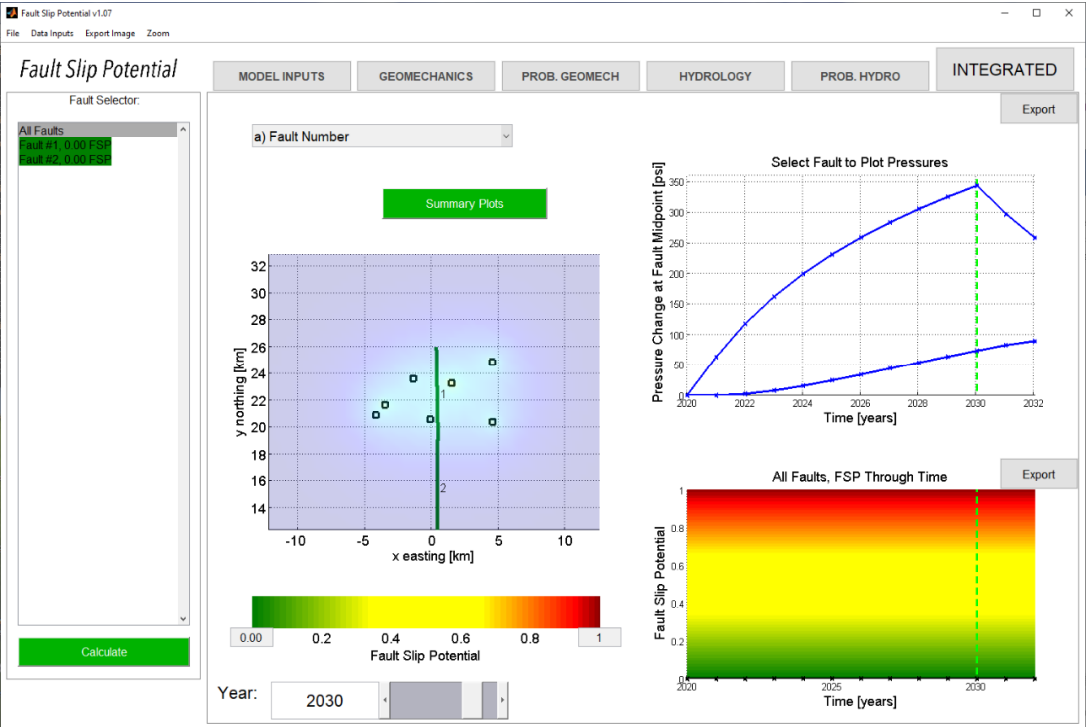 Fault Slip Potential v1.07
File Data Inputs Export Image Zoom
Fault Slip Potential
MODEL INPUTS GEOMECHANICS PROB. GEOMECH HYDROLOGY PROB. HYDRO INTEGRATED
Fault Selector:
All Faults
Fault #1, 0.00 FSP
Fault #2, 0.00 FSP
Calculate
Export
a) Fault Number
Summary Plots
32
30
28
26
24
22
20
18
16
14
y northing [km]
1
2
-10 -5 0 5 10
x easting [km]
0.00 0.2 0.4 0.6 0.8 1
Fault Slip Potential
Year: 2030
Select Fault to Plot Pressures
Pressure Change at Fault Midpoint [psi]
350
300
250
200
150
100
50
0
2020 2022 2024 2026 2028 2030 2032
Time [years]
Export
All Faults, FSP Through Time
Fault Slip Potential
1
0.8
0.6
0.4
0.2
0
2020 2025 2030
Time [years]